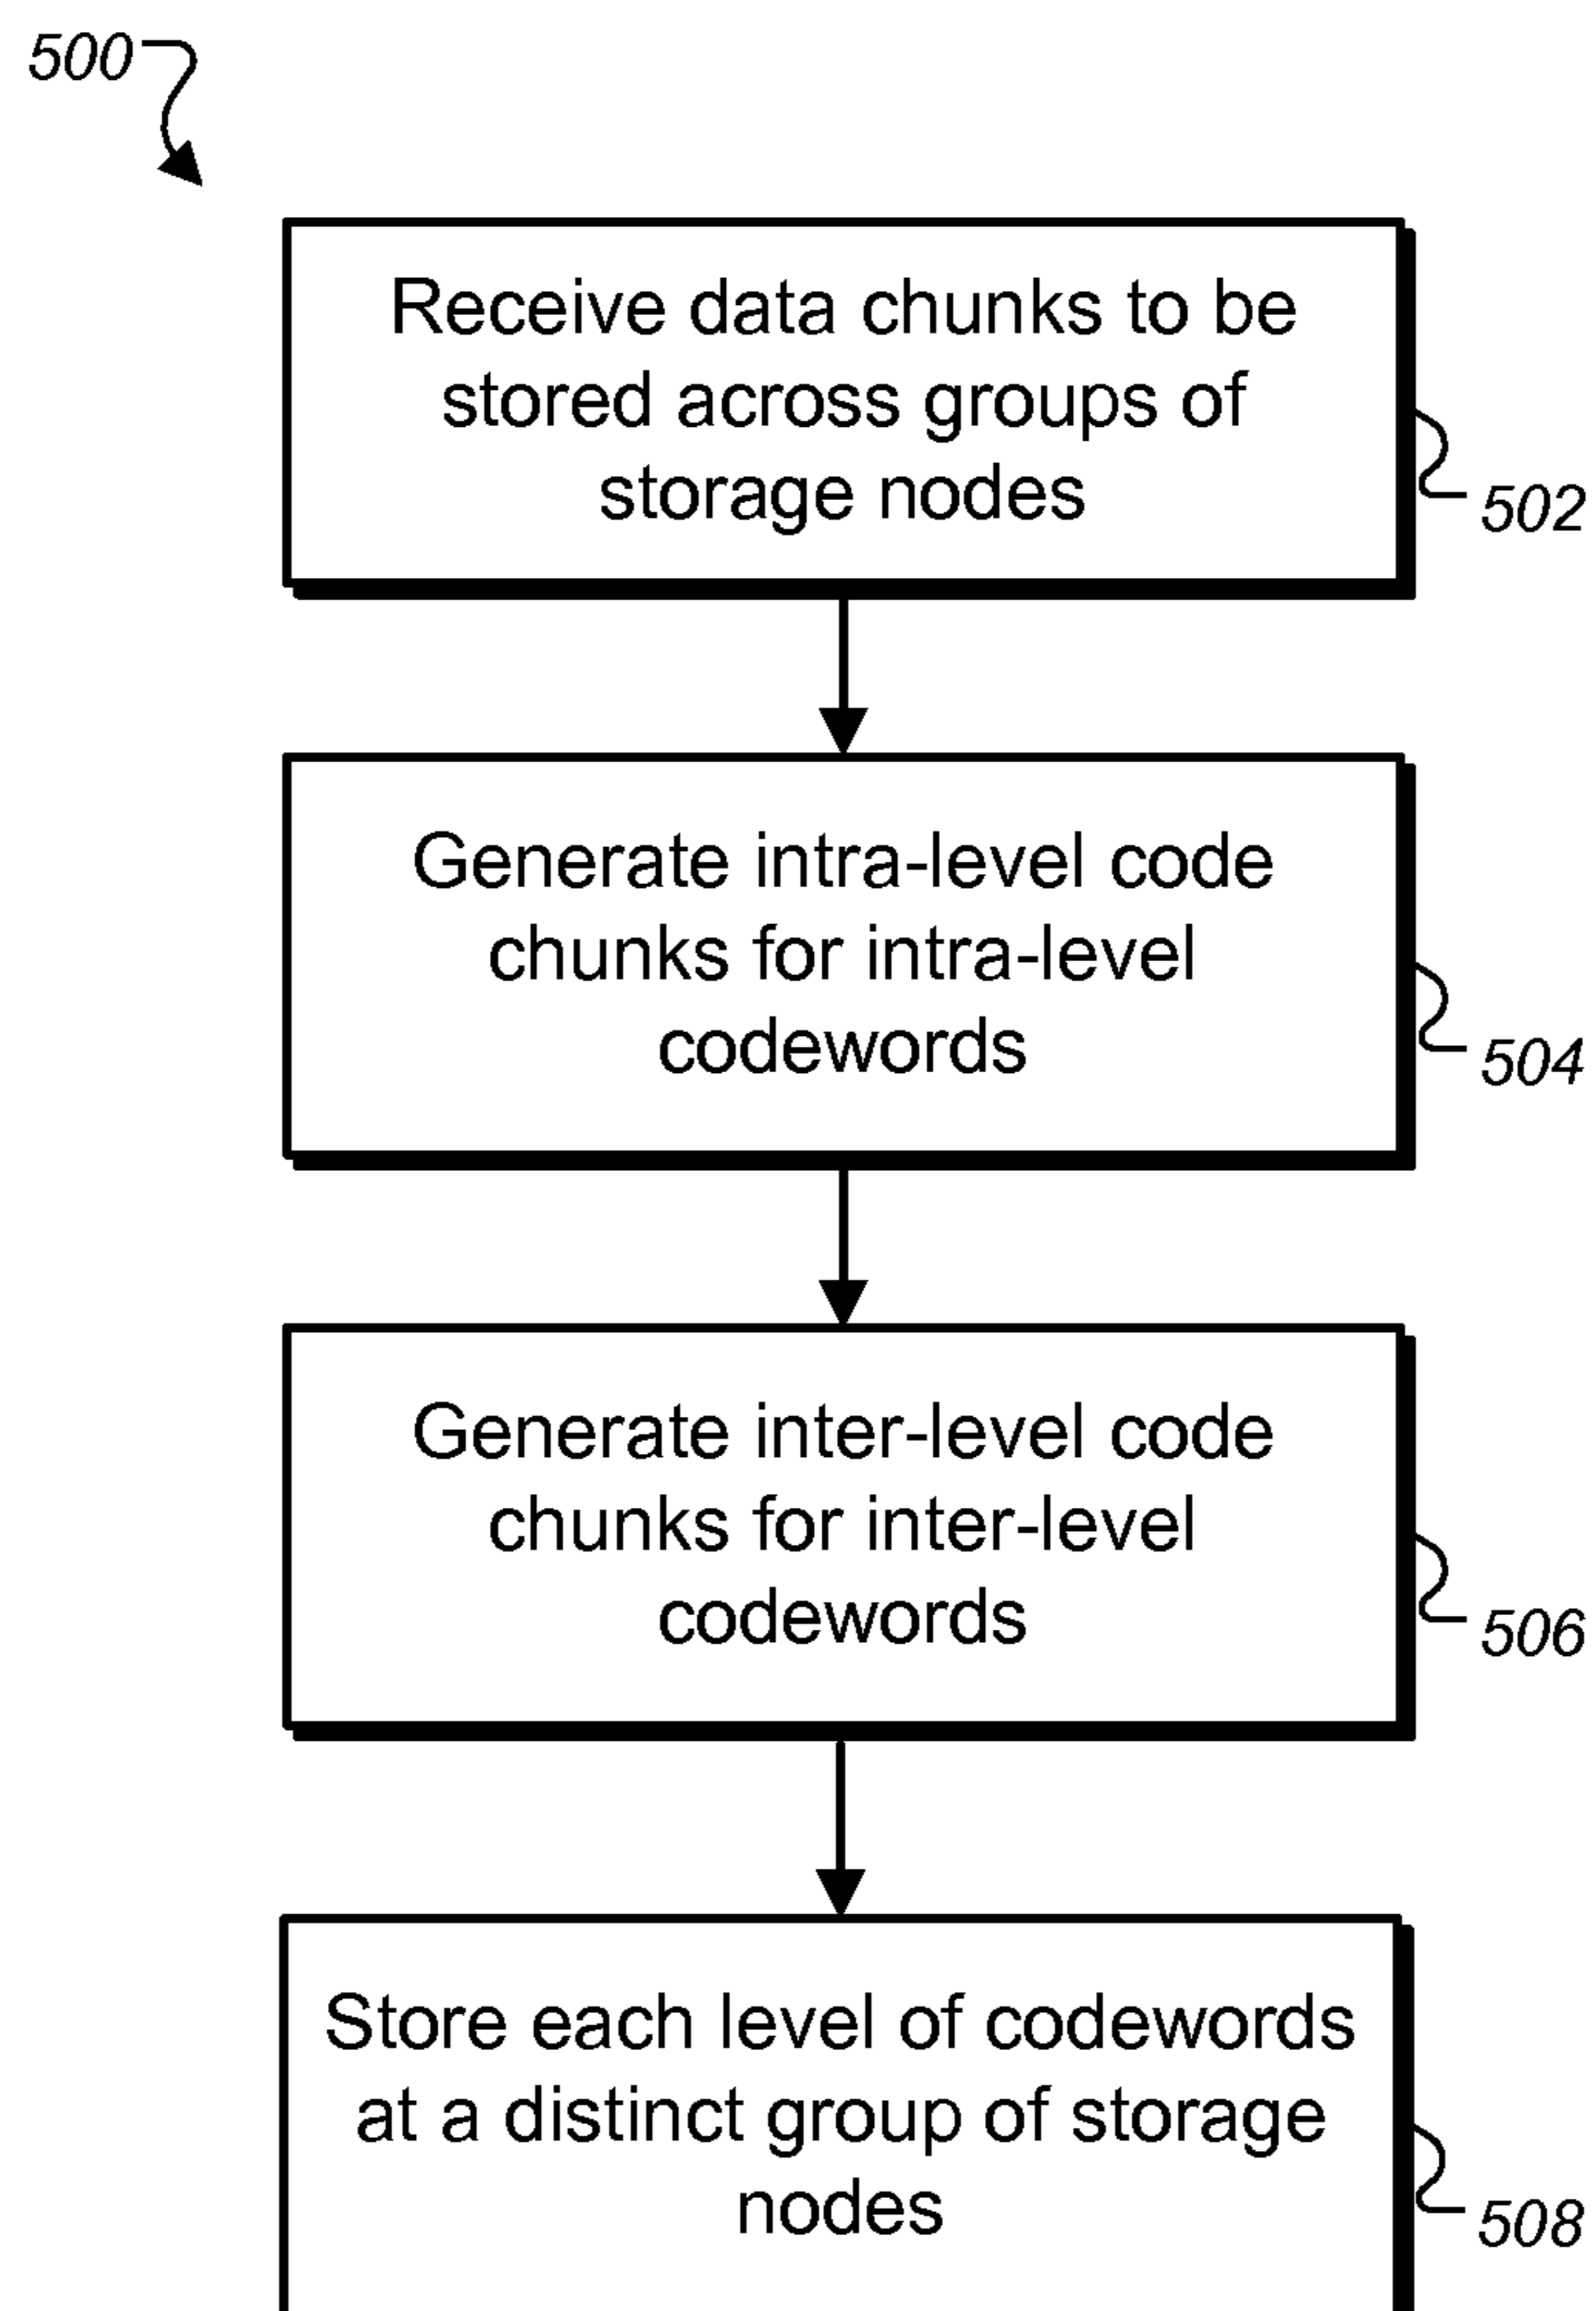 500
Receive data chunks to be
stored across groups of
storage nodes
502
Generate intra-level code
chunks for intra-level
codewords
504
Generate inter-level code
chunks for inter-level
codewords
506
Store each level of codewords
at a distinct group of storage
nodes
508